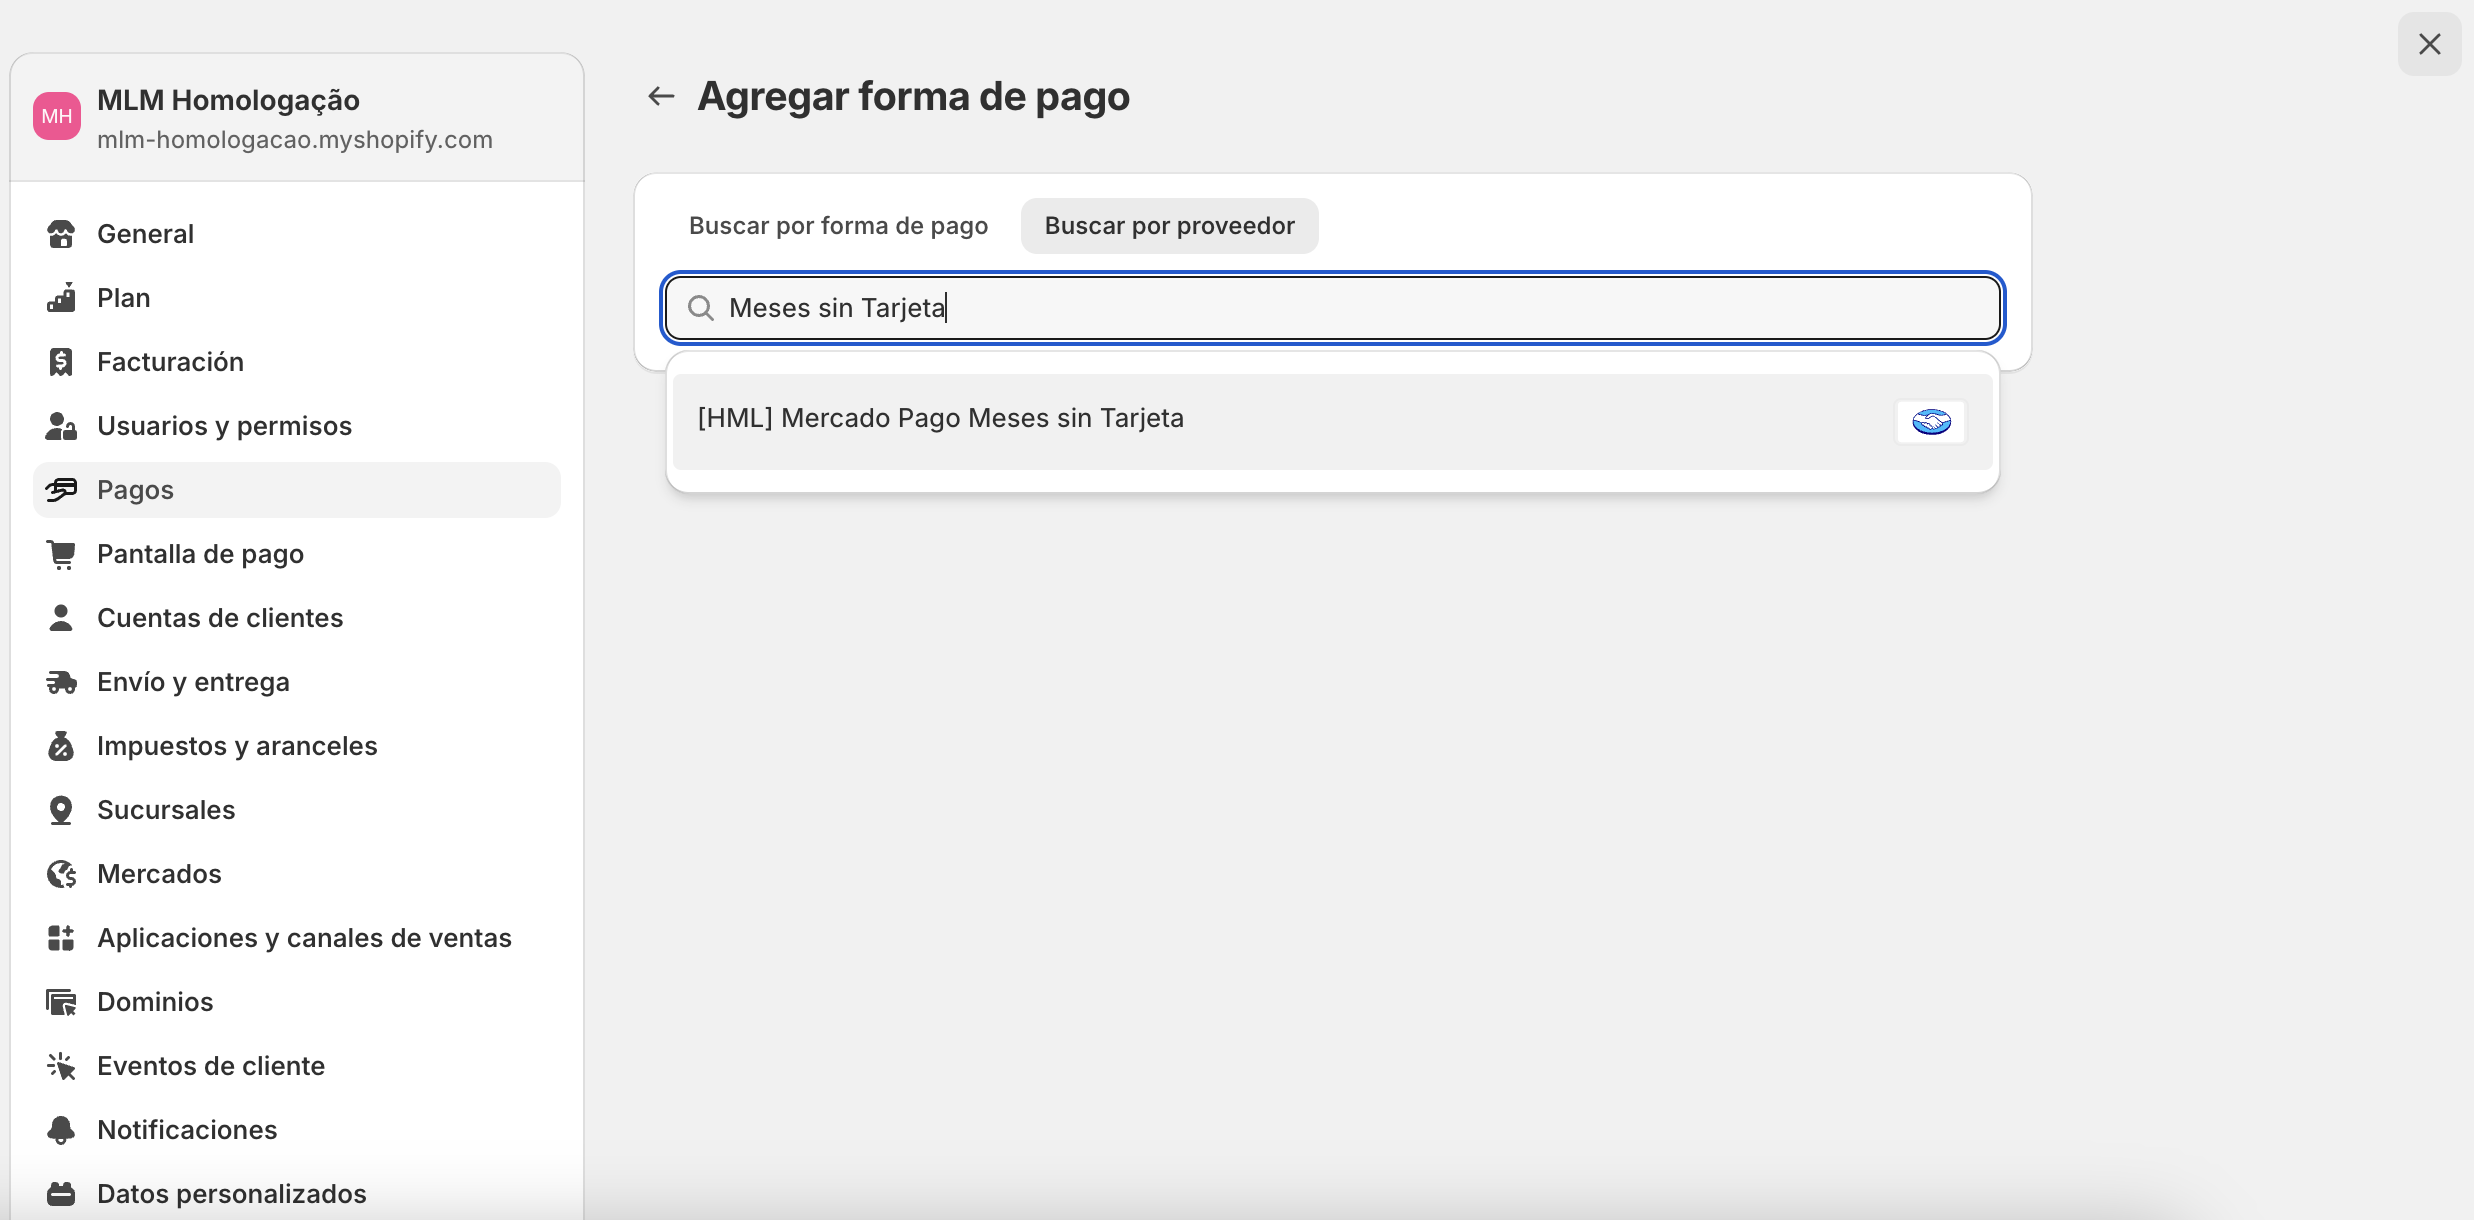 MH
MLM Homologação
mlm-homologacao.myshopify.com
General
Plan
Facturación
Usuarios y permisos
Pagos
Pantalla de pago
Cuentas de clientes
Envío y entrega
Impuestos y aranceles
Sucursales
Mercados
Aplicaciones y canales de ventas
Dominios
Eventos de cliente
Notificaciones
Datos personalizados
Agregar forma de pago
Buscar por forma de pago
Buscar por proveedor
Meses sin Tarjeta
[HML] Mercado Pago Meses sin Tarjeta